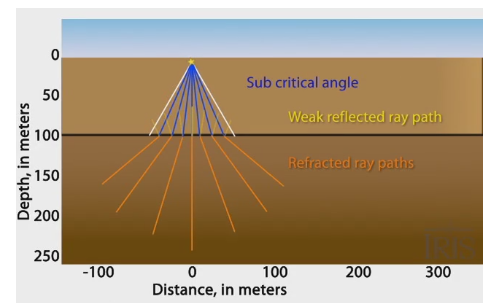 0
Sub critical angle
50
Weak reflected ray path
100
Refracted ray paths
150
200
250
Depth, in meters
-100 0 100 200 300
Distance, in meters